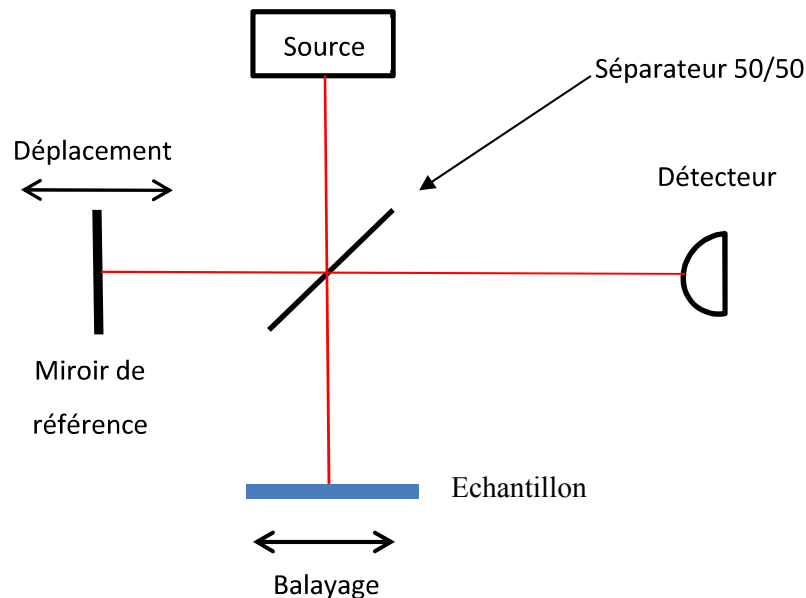 Source
Séparateur 50/50
Déplacement
Détecteur
Miroir de
référence
Echantillon
Balayage